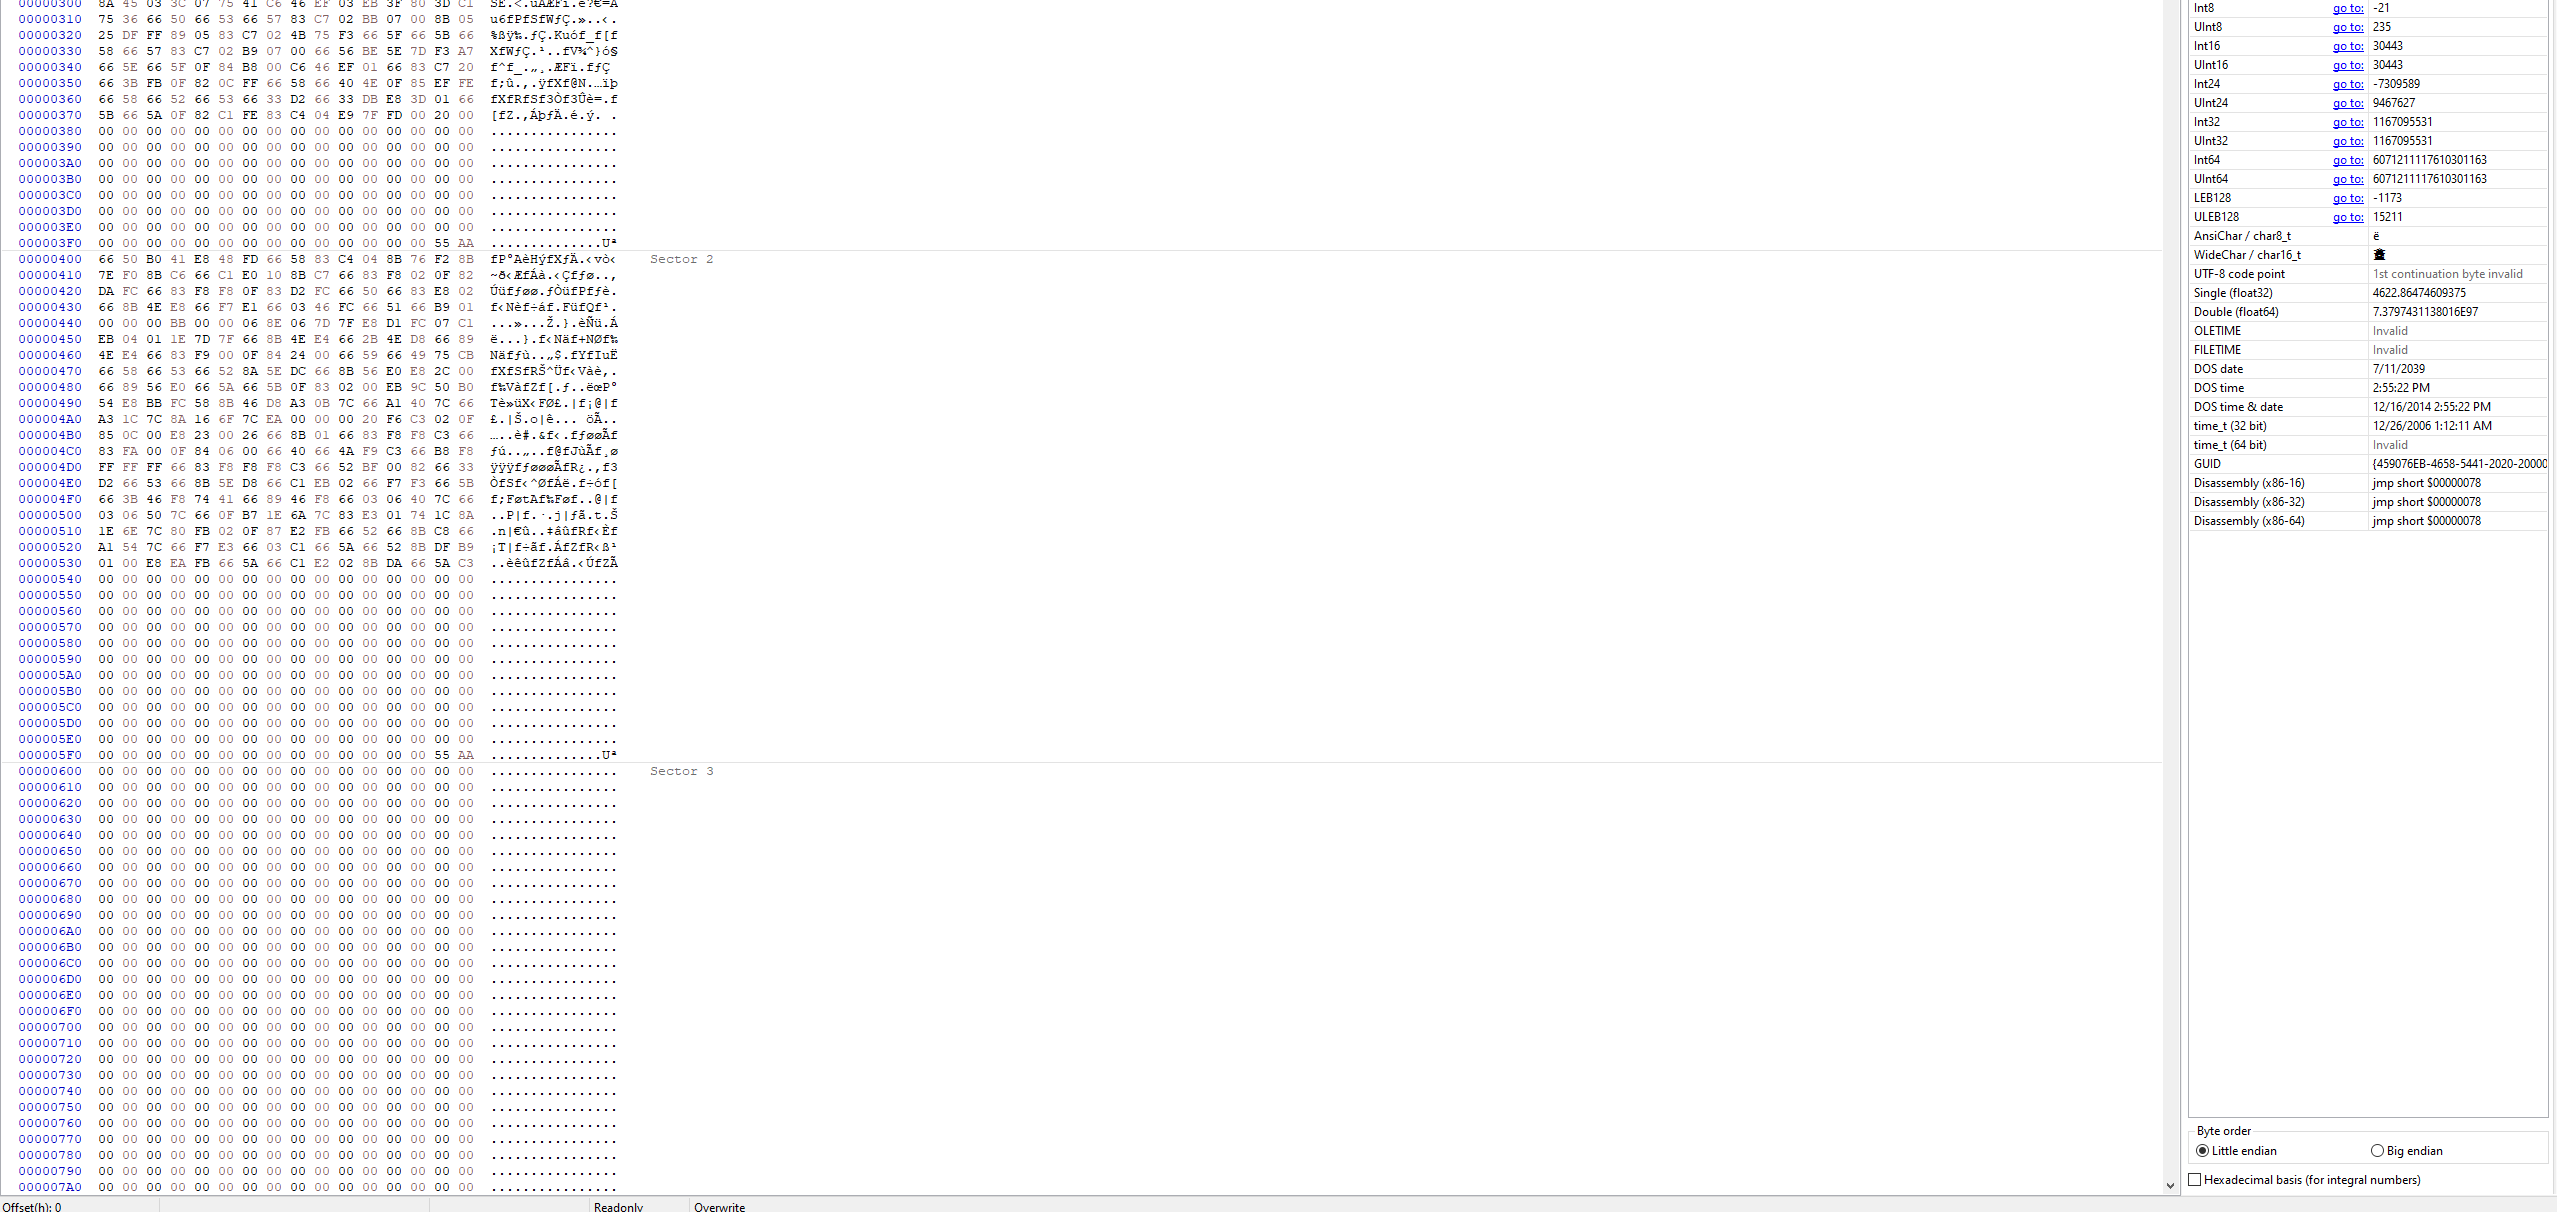 00000300 8A 45 03 3C 07 75 41 C6 46 EF 03 EB 3F 80 3D C1
00000310 75 36 66 50 66 53 66 57 83 C7 02 BB 07 00 8B 05 u6fPfSfWƒÇ.»..‹.
00000320 25 DF FF 89 05 83 C7 02 4B 75 F3 66 5F 66 5B 66 %ßÿ‰.ƒÇ.Kuóf_f[f
00000330 58 66 57 83 C7 02 B9 07 00 66 56 BE 5E 7D F3 A7 XfWƒÇ.¹..fV¾^}ó§
00000340 66 5E 66 5F 0F 84 B8 00 C6 46 EF 01 66 83 C7 20 f^f_.„¸.ÆFï.fƒÇ
00000350 66 3B FB 0F 82 0C FF 66 58 66 40 4E 0F 85 EF FE f;û.‚.ÿfXf@N.…ïþ
00000360 66 58 66 52 66 53 66 33 D2 66 33 DB E8 3D 01 66 fXfRfSf3Òf3Ûè=.f
00000370 5B 66 5A 0F 82 C1 FE 83 C4 04 E9 7F FD 00 20 00 [fZ.‚ÁþƒÄ.é.ý. .
00000380 00 00 00 00 00 00 00 00 00 00 00 00 00 00 00 00 ................
00000390 00 00 00 00 00 00 00 00 00 00 00 00 00 00 00 00 ................
000003A0 00 00 00 00 00 00 00 00 00 00 00 00 00 00 00 00 ................
000003B0 00 00 00 00 00 00 00 00 00 00 00 00 00 00 00 00 ................
000003C0 00 00 00 00 00 00 00 00 00 00 00 00 00 00 00 00 ................
000003D0 00 00 00 00 00 00 00 00 00 00 00 00 00 00 00 00 ................
000003E0 00 00 00 00 00 00 00 00 00 00 00 00 00 00 00 00 ................
000003F0 00 00 00 00 00 00 00 00 00 00 00 00 00 00 55 AA ..............Uª
00000400 66 50 B0 41 E8 48 FD 66 58 83 C4 04 8B 76 F2 8B fP°AèHýfXƒÄ.‹vò‹ Sector 2
00000410 7E F0 8B C6 66 C1 E0 10 8B C7 66 83 F8 02 0F 82 ~ð‹ÆfÁà.‹Çfƒø..‚
00000420 DA FC 66 83 F8 F8 0F 83 D2 FC 66 50 66 83 E8 02 Úüfƒøø.ƒÒüfPfƒè.
00000430 66 8B 4E E8 66 F7 E1 66 03 46 FC 66 51 66 B9 01 f‹Nèf÷áf.FüfQf¹.
00000440 00 00 00 BB 00 00 06 8E 06 7D 7F E8 D1 FC 07 C1 ...»...Ž.}.èÑü.Á
00000450 EB 04 01 1E 7D 7F 66 8B 4E E4 66 2B 4E D8 66 89 ë...}.f‹Näf+NØf‰
00000460 4E E4 66 83 F9 00 0F 84 24 00 66 59 66 49 75 CB Näfƒù..„$.fYfIuË
00000470 66 58 66 53 66 52 8A 5E DC 66 8B 56 E0 E8 2C 00 fXfSfRŠ^Üf‹Vàè,.
00000480 66 89 56 E0 66 5A 66 5B 0F 83 02 00 EB 9C 50 B0 f‰VàfZf[.ƒ..ëœP°
00000490 54 E8 BB FC 58 8B 46 D8 A3 0B 7C 66 A1 40 7C 66 Tè»üX‹FØ£.|f¡@|f
000004A0 A3 1C 7C 8A 16 6F 7C EA 00 00 00 20 F6 C3 02 0F £.|Š.o|ê... öÃ..
000004B0 85 0C 00 E8 23 00 26 66 8B 01 66 83 F8 F8 C3 66 …..è#.&f‹.fƒøøÃf
000004C0 83 FA 00 0F 84 06 00 66 40 66 4A F9 C3 66 B8 F8 ƒú..„..f@fJùÃf¸ø
000004D0 FF FF FF 66 83 F8 F8 F8 C3 66 52 BF 00 82 66 33 ÿÿÿfƒøøøÃfR¿.‚f3
000004E0 D2 66 53 66 8B 5E D8 66 C1 EB 02 66 F7 F3 66 5B ÒfSf‹^ØfÁë.f÷óf[
000004F0 66 3B 46 F8 74 41 66 89 46 F8 66 03 06 40 7C 66 f;FøtAf‰Føf..@|f
00000500 03 06 50 7C 66 0F B7 1E 6A 7C 83 E3 01 74 1C 8A ..P|f.·.j|ƒã.t.Š
00000510 1E 6E 7C 80 FB 02 0F 87 E2 FB 66 52 66 8B C8 66 .n|€û..‡âûfRf‹Èf
00000520 A1 54 7C 66 F7 E3 66 03 C1 66 5A 66 52 8B DF B9 ¡T|f÷ãf.ÁfZfR‹ß¹
00000530 01 00 E8 EA FB 66 5A 66 C1 E2 02 8B DA 66 5A C3 ..èêûfZfÁâ.‹ÚfZÃ
00000540 00 00 00 00 00 00 00 00 00 00 00 00 00 00 00 00 ................
00000550 00 00 00 00 00 00 00 00 00 00 00 00 00 00 00 00 ................
00000560 00 00 00 00 00 00 00 00 00 00 00 00 00 00 00 00 ................
00000570 00 00 00 00 00 00 00 00 00 00 00 00 00 00 00 00 ................
00000580 00 00 00 00 00 00 00 00 00 00 00 00 00 00 00 00 ................
00000590 00 00 00 00 00 00 00 00 00 00 00 00 00 00 00 00 ................
000005A0 00 00 00 00 00 00 00 00 00 00 00 00 00 00 00 00 ................
000005B0 00 00 00 00 00 00 00 00 00 00 00 00 00 00 00 00 ................
000005C0 00 00 00 00 00 00 00 00 00 00 00 00 00 00 00 00 ................
000005D0 00 00 00 00 00 00 00 00 00 00 00 00 00 00 00 00 ................
000005E0 00 00 00 00 00 00 00 00 00 00 00 00 00 00 00 00 ................
000005F0 00 00 00 00 00 00 00 00 00 00 00 00 00 00 55 AA ..............Uª
00000600 00 00 00 00 00 00 00 00 00 00 00 00 00 00 00 00 ................ Sector 3
00000610 00 00 00 00 00 00 00 00 00 00 00 00 00 00 00 00 ................
00000620 00 00 00 00 00 00 00 00 00 00 00 00 00 00 00 00 ................
00000630 00 00 00 00 00 00 00 00 00 00 00 00 00 00 00 00 ................
00000640 00 00 00 00 00 00 00 00 00 00 00 00 00 00 00 00 ................
00000650 00 00 00 00 00 00 00 00 00 00 00 00 00 00 00 00 ................
00000660 00 00 00 00 00 00 00 00 00 00 00 00 00 00 00 00 ................
00000670 00 00 00 00 00 00 00 00 00 00 00 00 00 00 00 00 ................
00000680 00 00 00 00 00 00 00 00 00 00 00 00 00 00 00 00 ................
00000690 00 00 00 00 00 00 00 00 00 00 00 00 00 00 00 00 ................
000006A0 00 00 00 00 00 00 00 00 00 00 00 00 00 00 00 00 ................
000006B0 00 00 00 00 00 00 00 00 00 00 00 00 00 00 00 00 ................
000006C0 00 00 00 00 00 00 00 00 00 00 00 00 00 00 00 00 ................
000006D0 00 00 00 00 00 00 00 00 00 00 00 00 00 00 00 00 ................
000006E0 00 00 00 00 00 00 00 00 00 00 00 00 00 00 00 00 ................
000006F0 00 00 00 00 00 00 00 00 00 00 00 00 00 00 00 00 ................
00000700 00 00 00 00 00 00 00 00 00 00 00 00 00 00 00 00 ................
00000710 00 00 00 00 00 00 00 00 00 00 00 00 00 00 00 00 ................
00000720 00 00 00 00 00 00 00 00 00 00 00 00 00 00 00 00 ................
00000730 00 00 00 00 00 00 00 00 00 00 00 00 00 00 00 00 ................
00000740 00 00 00 00 00 00 00 00 00 00 00 00 00 00 00 00 ................
00000750 00 00 00 00 00 00 00 00 00 00 00 00 00 00 00 00 ................
00000760 00 00 00 00 00 00 00 00 00 00 00 00 00 00 00 00 ................
00000770 00 00 00 00 00 00 00 00 00 00 00 00 00 00 00 00 ................
00000780 00 00 00 00 00 00 00 00 00 00 00 00 00 00 00 00 ................
00000790 00 00 00 00 00 00 00 00 00 00 00 00 00 00 00 00 ................
000007A0 00 00 00 00 00 00 00 00 00 00 00 00 00 00 00 00 ................
Int8 go to: -21
UInt8 go to: 235
Int16 go to: 30443
UInt16 go to: 30443
Int24 go to: -7309589
UInt24 go to: 9467627
Int32 go to: 1167095531
UInt32 go to: 1167095531
Int64 go to: 6071211117610301163
UInt64 go to: 6071211117610301163
LEB128 go to: -1173
ULEB128 go to: 15211
AnsiChar / char8_t ë
WideChar / char16_t
UTF-8 code point 1st continuation byte invalid
Single (float32) 4622.86474609375
Double (float64) 7.3797431138016E97
OLETIME Invalid
FILETIME Invalid
DOS date 7/11/2039
DOS time 2:55:22 PM
DOS time & date 12/16/2014 2:55:22 PM
time_t (32 bit) 12/26/2006 1:12:11 AM
time_t (64 bit) Invalid
GUID {459076EB-4658-5441-2020-20000
Disassembly (x86-16) jmp short $00000078
Disassembly (x86-32) jmp short $00000078
Disassembly (x86-64) jmp short $00000078
Byte order
Little endian Big endian
Hexadecimal basis (for integral numbers)
Offset(h): 0 Readonly Overwrite